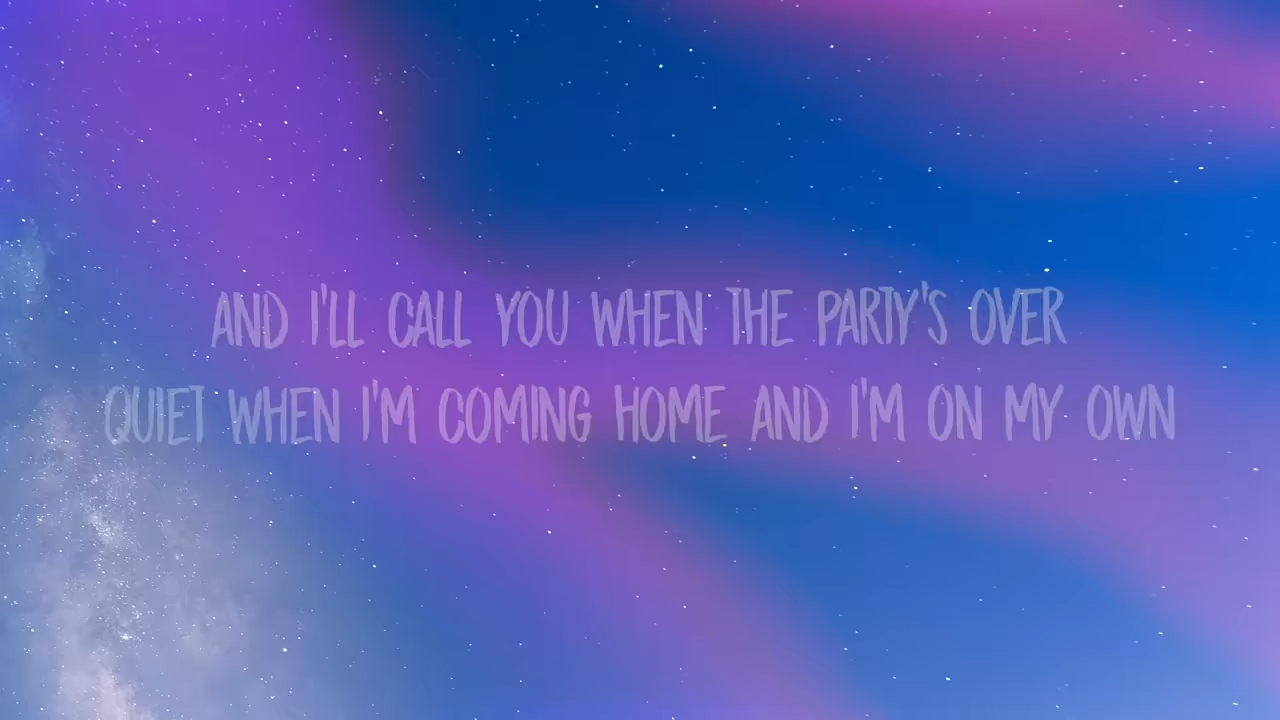 AND I'LL CALL YOU WHEN THE PARTY'S OVER
QUIET WHEN I'M COMING HOME AND I'M ON MY OWN